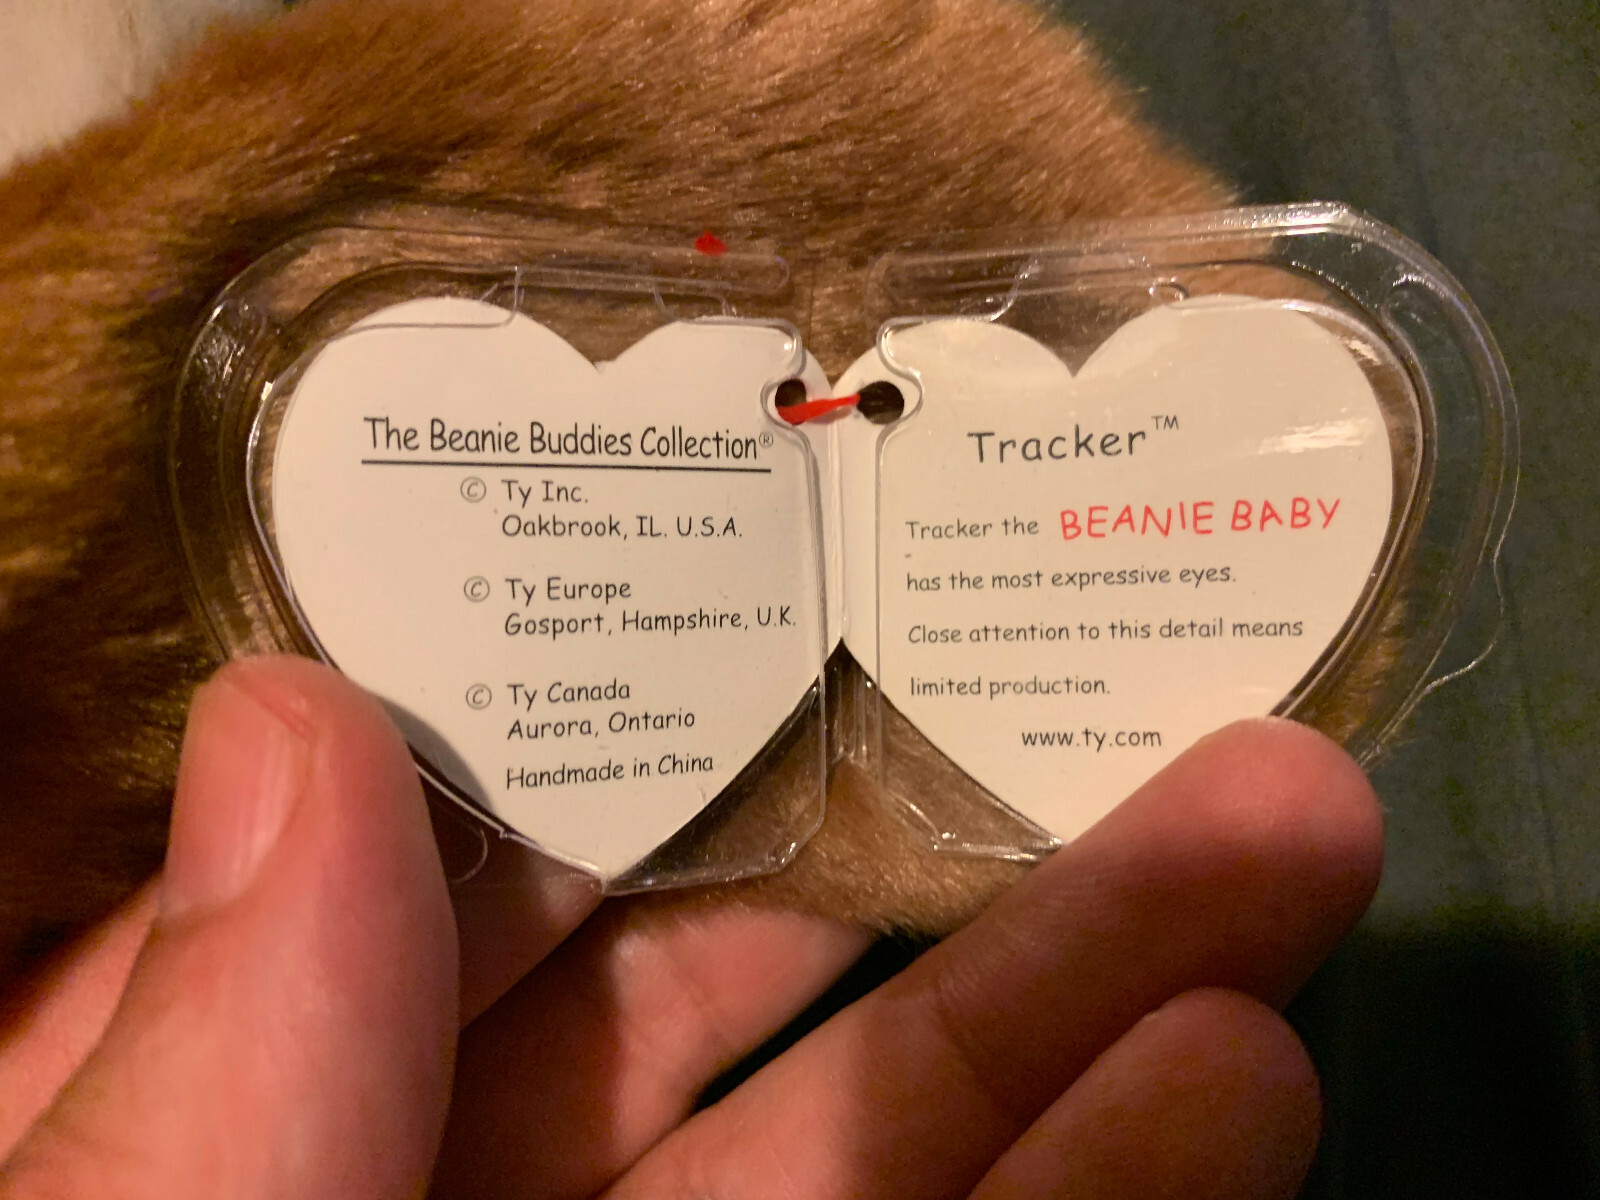 The Beanie Buddies Collection®
© Ty Inc.
Oakbrook, IL. U.S.A.
© Ty Europe
Gosport, Hampshire, U.K.
© Ty Canada
Aurora, Ontario
Handmade in China
Tracker™
Tracker the BEANIE BABY
has the most expressive eyes.
Close attention to this detail means
limited production.
www.ty.com